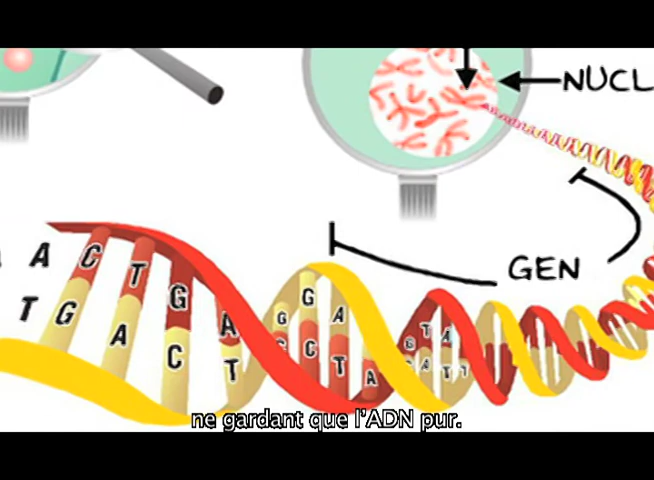 NUCL
GEN
A C T G A G G A
T G A C T C T A
ne gardant que l'ADN pur.